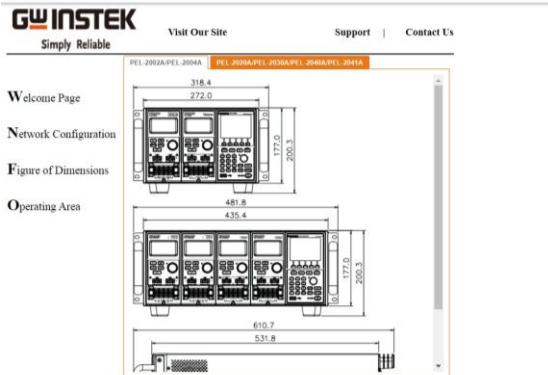 GW INSTEK
Simply Reliable
Visit Our Site
Support | Contact Us
PEL-2002A/PEL-2004A
PEL-2020A/PEL-2030A/PEL-2040A/PEL-2041A
Welcome Page
Network Configuration
Figure of Dimensions
Operating Area
318.4
272.0
177.0
200.3
481.8
435.4
177.0
200.3
610.7
531.8